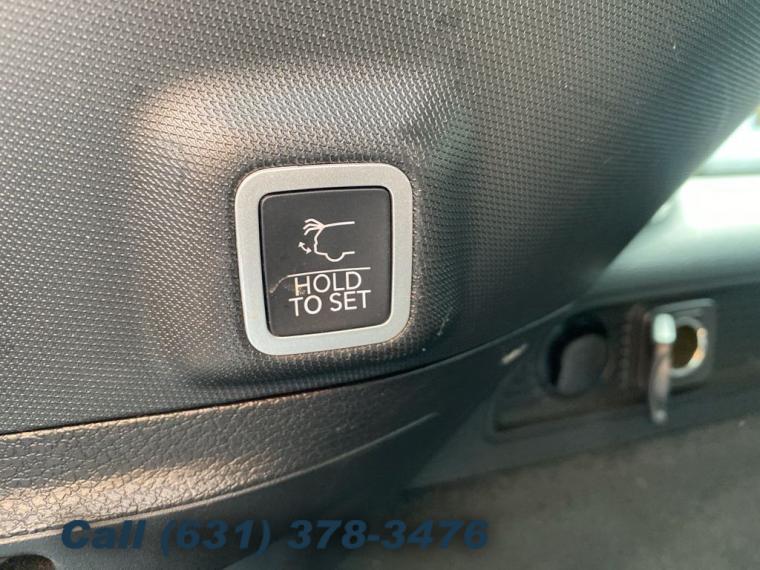 HOLD
TO SET
Call (631) 378-3476